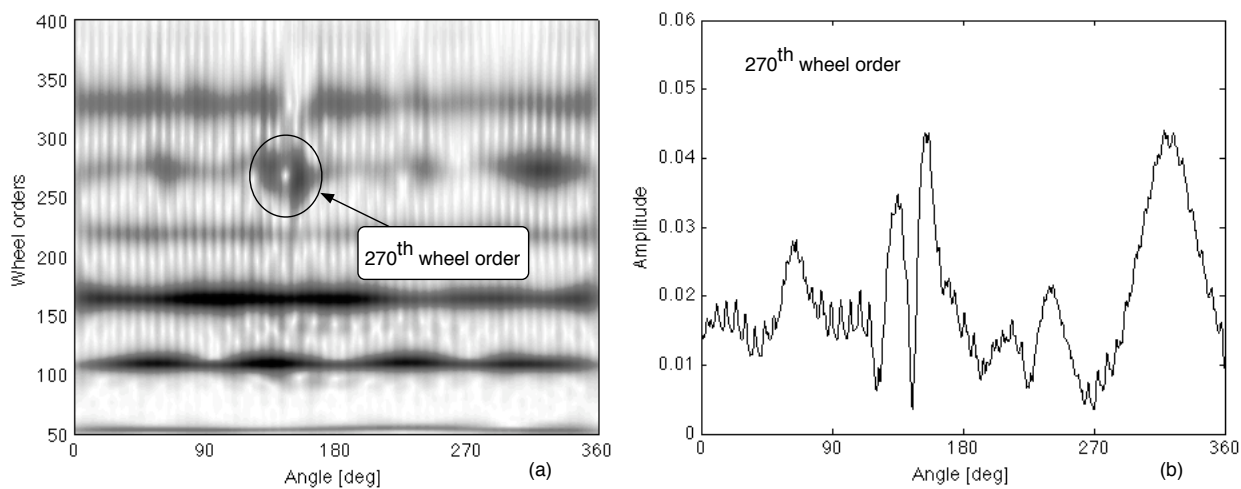 400
350
300
250
200
150
100
50
Wheel orders
270th wheel order
0 90 180 270 360
Angle [deg]
(a)
0.06
0.05
0.04
0.03
0.02
0.01
0
Amplitude
270th wheel order
0 90 180 270 360
Angle [deg]
(b)